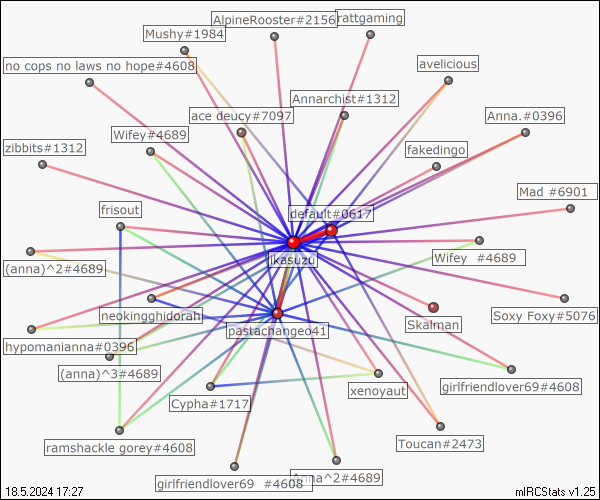 AlpineRooster#2156
rattgaming
Mushy#1984
no cops no laws no hope#4608
avelicious
Annarchist#1312
ace deucy#7097
Anna.#0396
Wifey#4689
zibbits#1312
fakedingo
Mad #6901
frisout
default#0617
ikasuzu
Wifey #4689
(anna)^2#4689
neokingghidorah
pastachangeo41
Skalman
Soxy Foxy#5076
hypomanianna#0396
(anna)^3#4689
girlfriendlover69#4608
xenoyaut
Cypha#1717
Toucan#2473
ramshackle gorey#4608
Anna^2#4689
girlfriendlover69 #4608
18.5.2024 17:27
mIRCStats v1.25